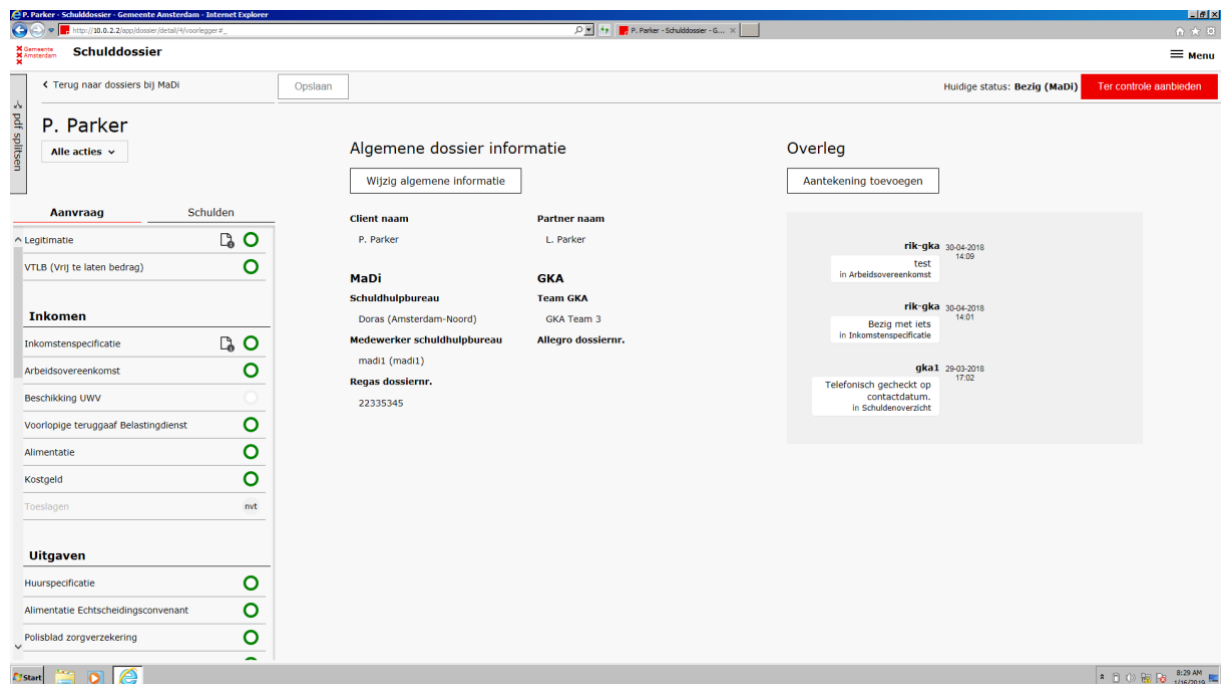 P. Parker - Schulddossier - Gemeente Amsterdam - Internet Explorer
http://10.0.2.2/app/dossier/detail/4/voorlegger#_
P. Parker - Schulddossier - G...
Gemeente
Amsterdam
Schulddossier
Menu
Terug naar dossiers bij MaDi
Opslaan
Huidige status: Bezig (MaDi)
Ter controle aanbieden
pdf splitsen
P. Parker
Alle acties
Aanvraag
Schulden
Legitimatie
VTLB (Vrij te laten bedrag)
Inkomen
Inkomstenspecificatie
Arbeidsovereenkomst
Beschikking UWV
Voorlopige teruggaaf Belastingdienst
Alimentatie
Kostgeld
Toeslagen nvt
Uitgaven
Huurspecificatie
Alimentatie Echtscheidingsconvenant
Polisblad zorgverzekering
Algemene dossier informatie
Wijzig algemene informatie
Client naam
P. Parker
Partner naam
L. Parker
MaDi
Schuldhulpbureau
Doras (Amsterdam-Noord)
Medewerker schuldhulpbureau
madi1 (madi1)
Regas dossiernr.
22335345
GKA
Team GKA
GKA Team 3
Allegro dossiernr.
Overleg
Aantekening toevoegen
rik-gka 30-04-2018
14:09
test
in Arbeidsovereenkomst
rik-gka 30-04-2018
14:01
Bezig met iets
in Inkomstenspecificatie
gka1 29-03-2018
17:02
Telefonisch gecheckt op
contactdatum.
in Schuldenoverzicht
Start
8:29 AM
1/16/2019